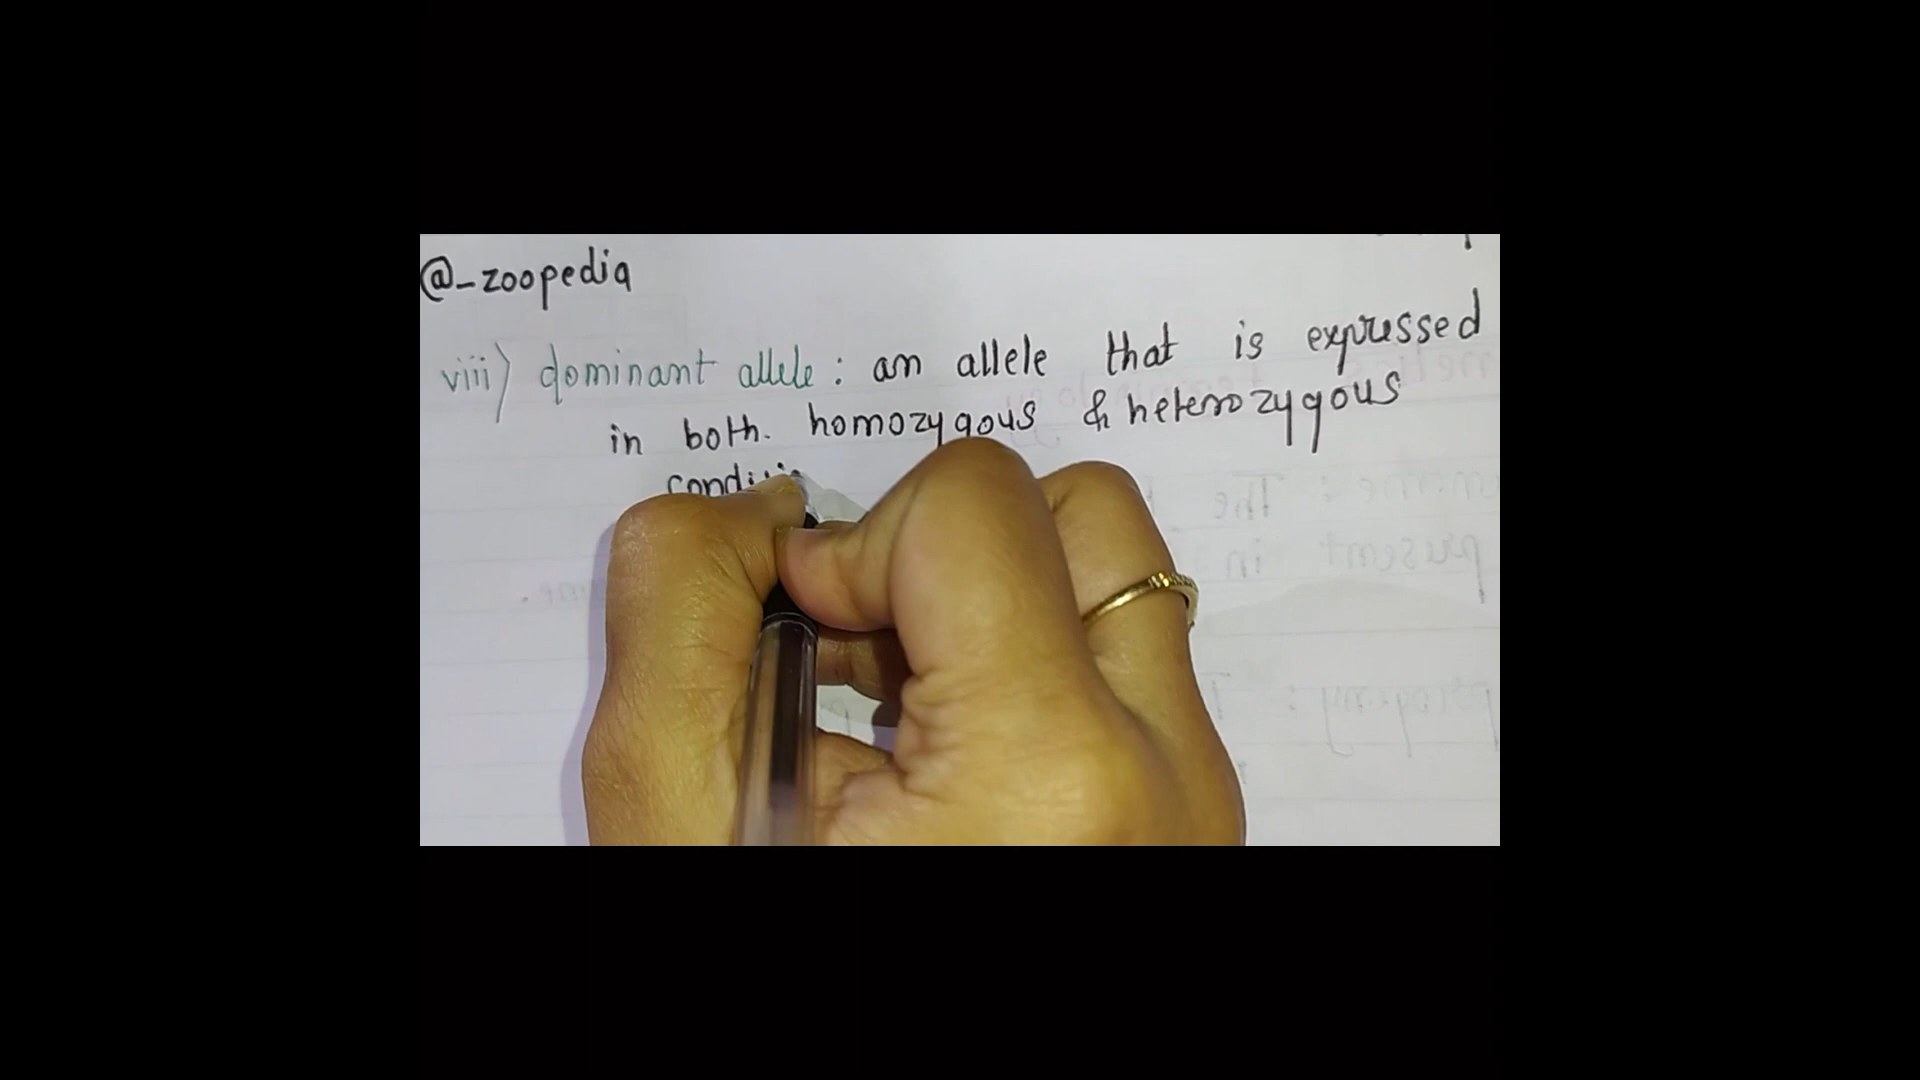 @_zoopedia
viii) dominant allele : an allele that is expressed
in both homozygous & heterozygous